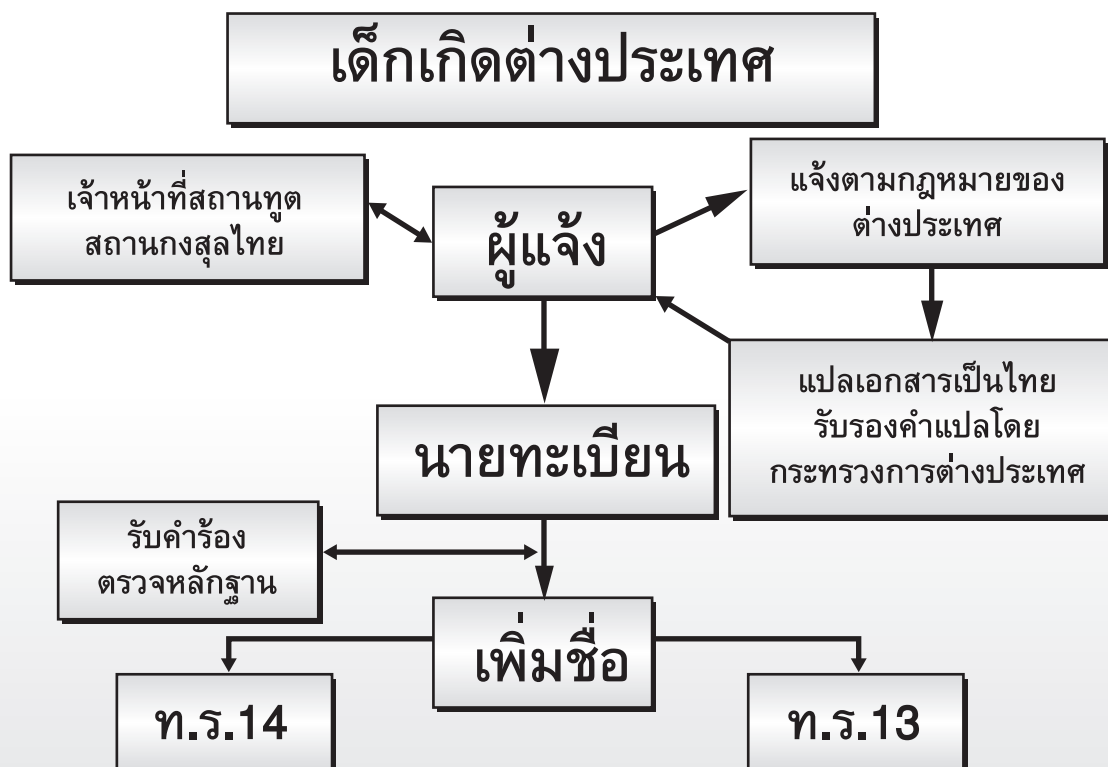 เด็กเกิดต่างประเทศ
เจ้าหน้าที่สถานทูต
สถานกงสุลไทย
ผู้แจ้ง
แจ้งตามกฎหมายของ
ต่างประเทศ
แปลเอกสารเป็นไทย
รับรองคำแปลโดย
กระทรวงการต่างประเทศ
นายทะเบียน
รับคำร้อง
ตรวจหลักฐาน
เพิ่มชื่อ
ท.ร.14
ท.ร.13